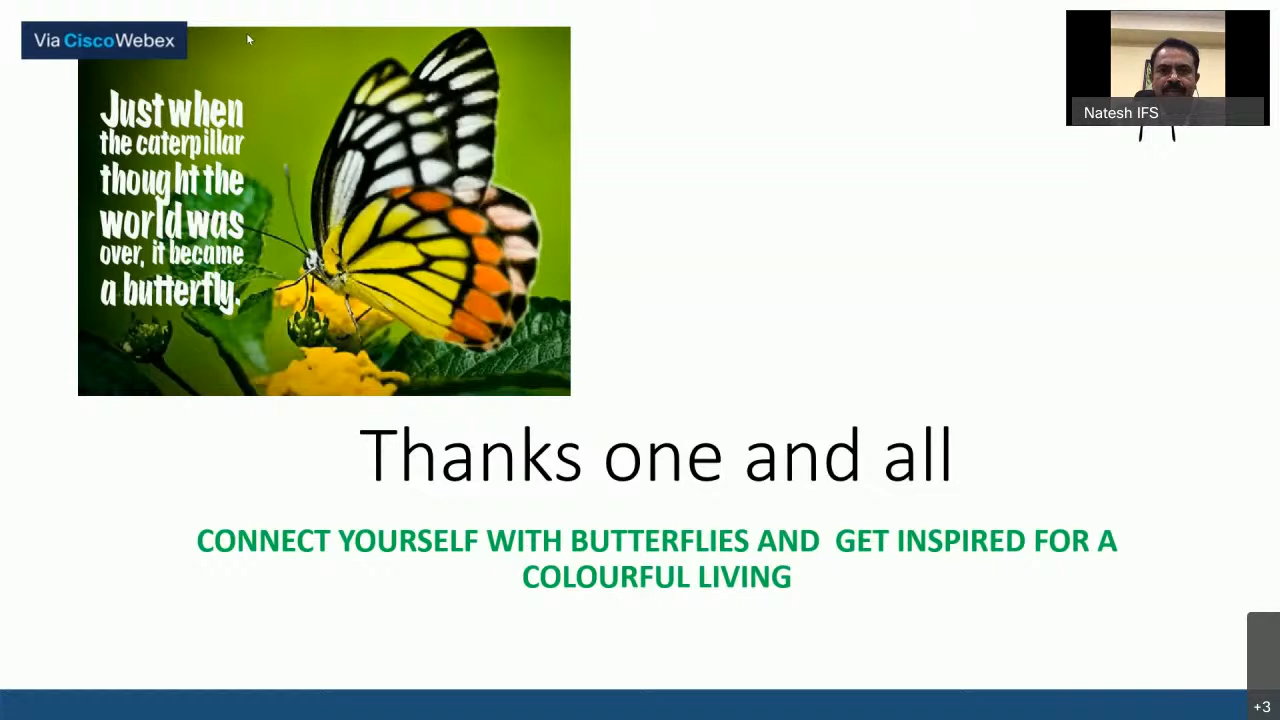 Via CiscoWebex
Just when
the caterpillar
thought the
world was
over, it became
a butterfly.
Natesh IFS
Thanks one and all
CONNECT YOURSELF WITH BUTTERFLIES AND  GET INSPIRED FOR A
COLOURFUL LIVING
+3